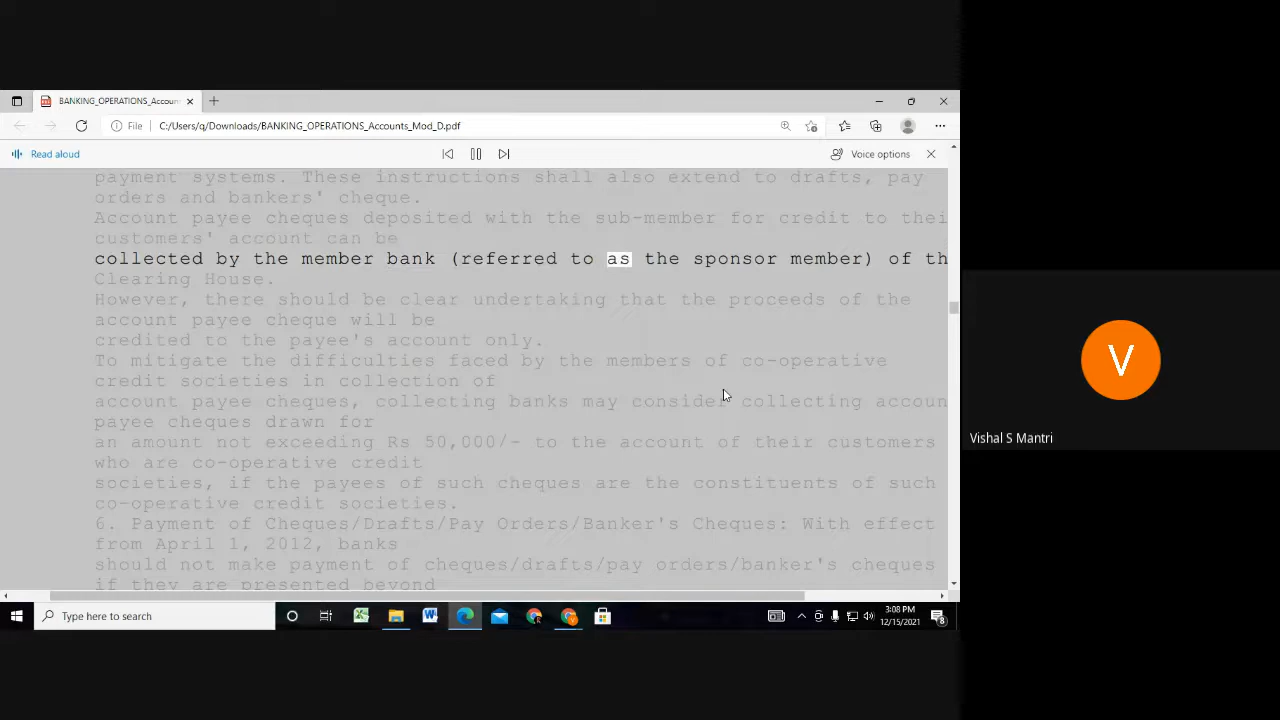 BANKING_OPERATIONS_Accoun
File C:/Users/q/Downloads/BANKING_OPERATIONS_Accounts_Mod_D.pdf
Read aloud Voice options
payment systems. These instructions shall also extend to drafts, pay
orders and bankers' cheque.
Account payee cheques deposited with the sub-member for credit to thei
customers' account can be
collected by the member bank (referred to as the sponsor member) of th
Clearing House.
However, there should be clear undertaking that the proceeds of the
account payee cheque will be
credited to the payee's account only.
To mitigate the difficulties faced by the members of co-operative
credit societies in collection of
account payee cheques, collecting banks may consider collecting accoun
payee cheques drawn for
an amount not exceeding Rs 50,000/- to the account of their customers
who are co-operative credit
societies, if the payees of such cheques are the constituents of such
co-operative credit societies.
6. Payment of Cheques/Drafts/Pay Orders/Banker's Cheques: With effect
from April 1, 2012, banks
should not make payment of cheques/drafts/pay orders/banker's cheques
if they are presented beyond
Type here to search
3:08 PM
12/15/2021
8
V
Vishal S Mantri